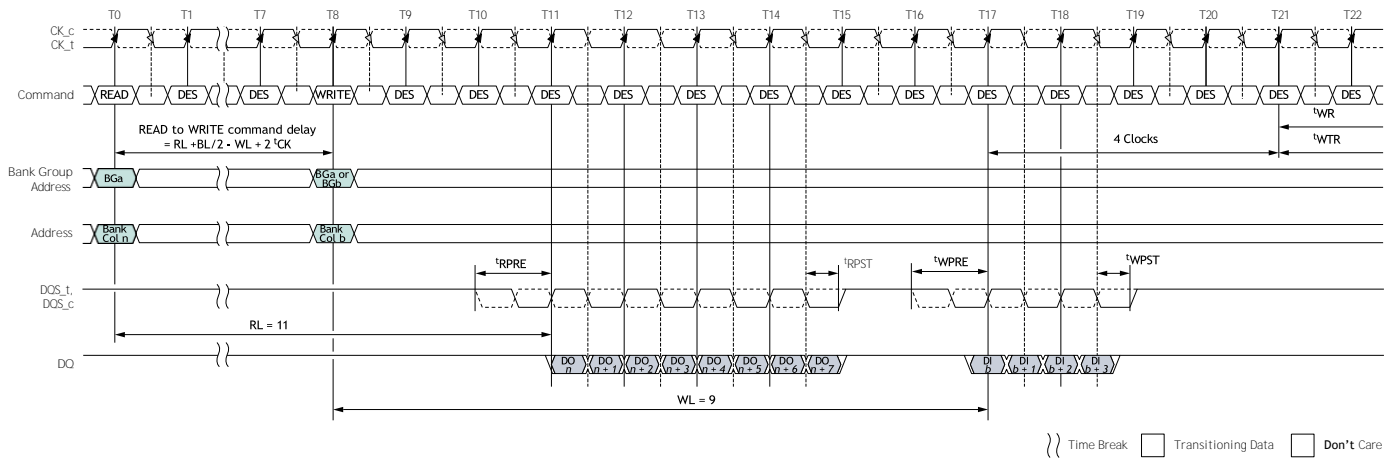 T0 T1 T7 T8 T9 T10 T11 T12 T13 T14 T15 T16 T17 T18 T19 T20 T21 T22
CK_c
CK_t
Command READ DES DES WRITE DES DES DES DES DES DES DES DES DES DES DES DES DES DES
tWR
READ to WRITE command delay
= RL +BL/2 - WL + 2 tCK
4 Clocks
tWTR
Bank Group
Address
BGa
BGa or
BGb
Address
Bank
Col n
Bank
Col b
tRPRE
tRPST
tWPRE
tWPST
DQS_t,
DQS_c
RL = 11
DQ
DO
n
DO
n + 1
DO
n + 2
DO
n + 3
DO
n + 4
DO
n + 5
DO
n + 6
DO
n + 7
DI
b
DI
b + 1
DI
b + 2
DI
b + 3
WL = 9
Time Break Transitioning Data Don't Care